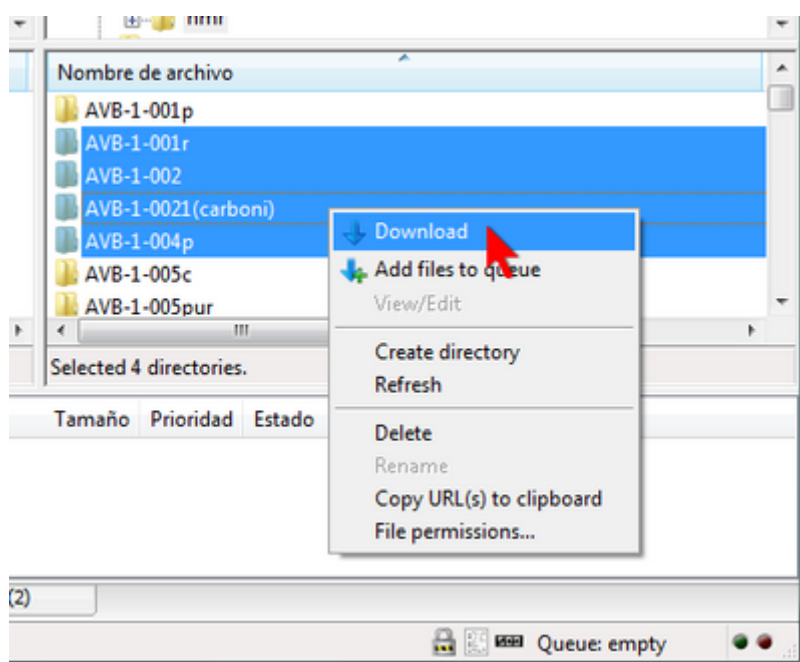 nmr
Nombre de archivo
AVB-1-001p
AVB-1-001r
AVB-1-002
AVB-1-0021(carboni)
AVB-1-004p
AVB-1-005c
AVB-1-005pur
Selected 4 directories.
Download
Add files to queue
View/Edit
Create directory
Refresh
Delete
Rename
Copy URL(s) to clipboard
File permissions...
Tamaño Prioridad Estado
(2)
Queue: empty